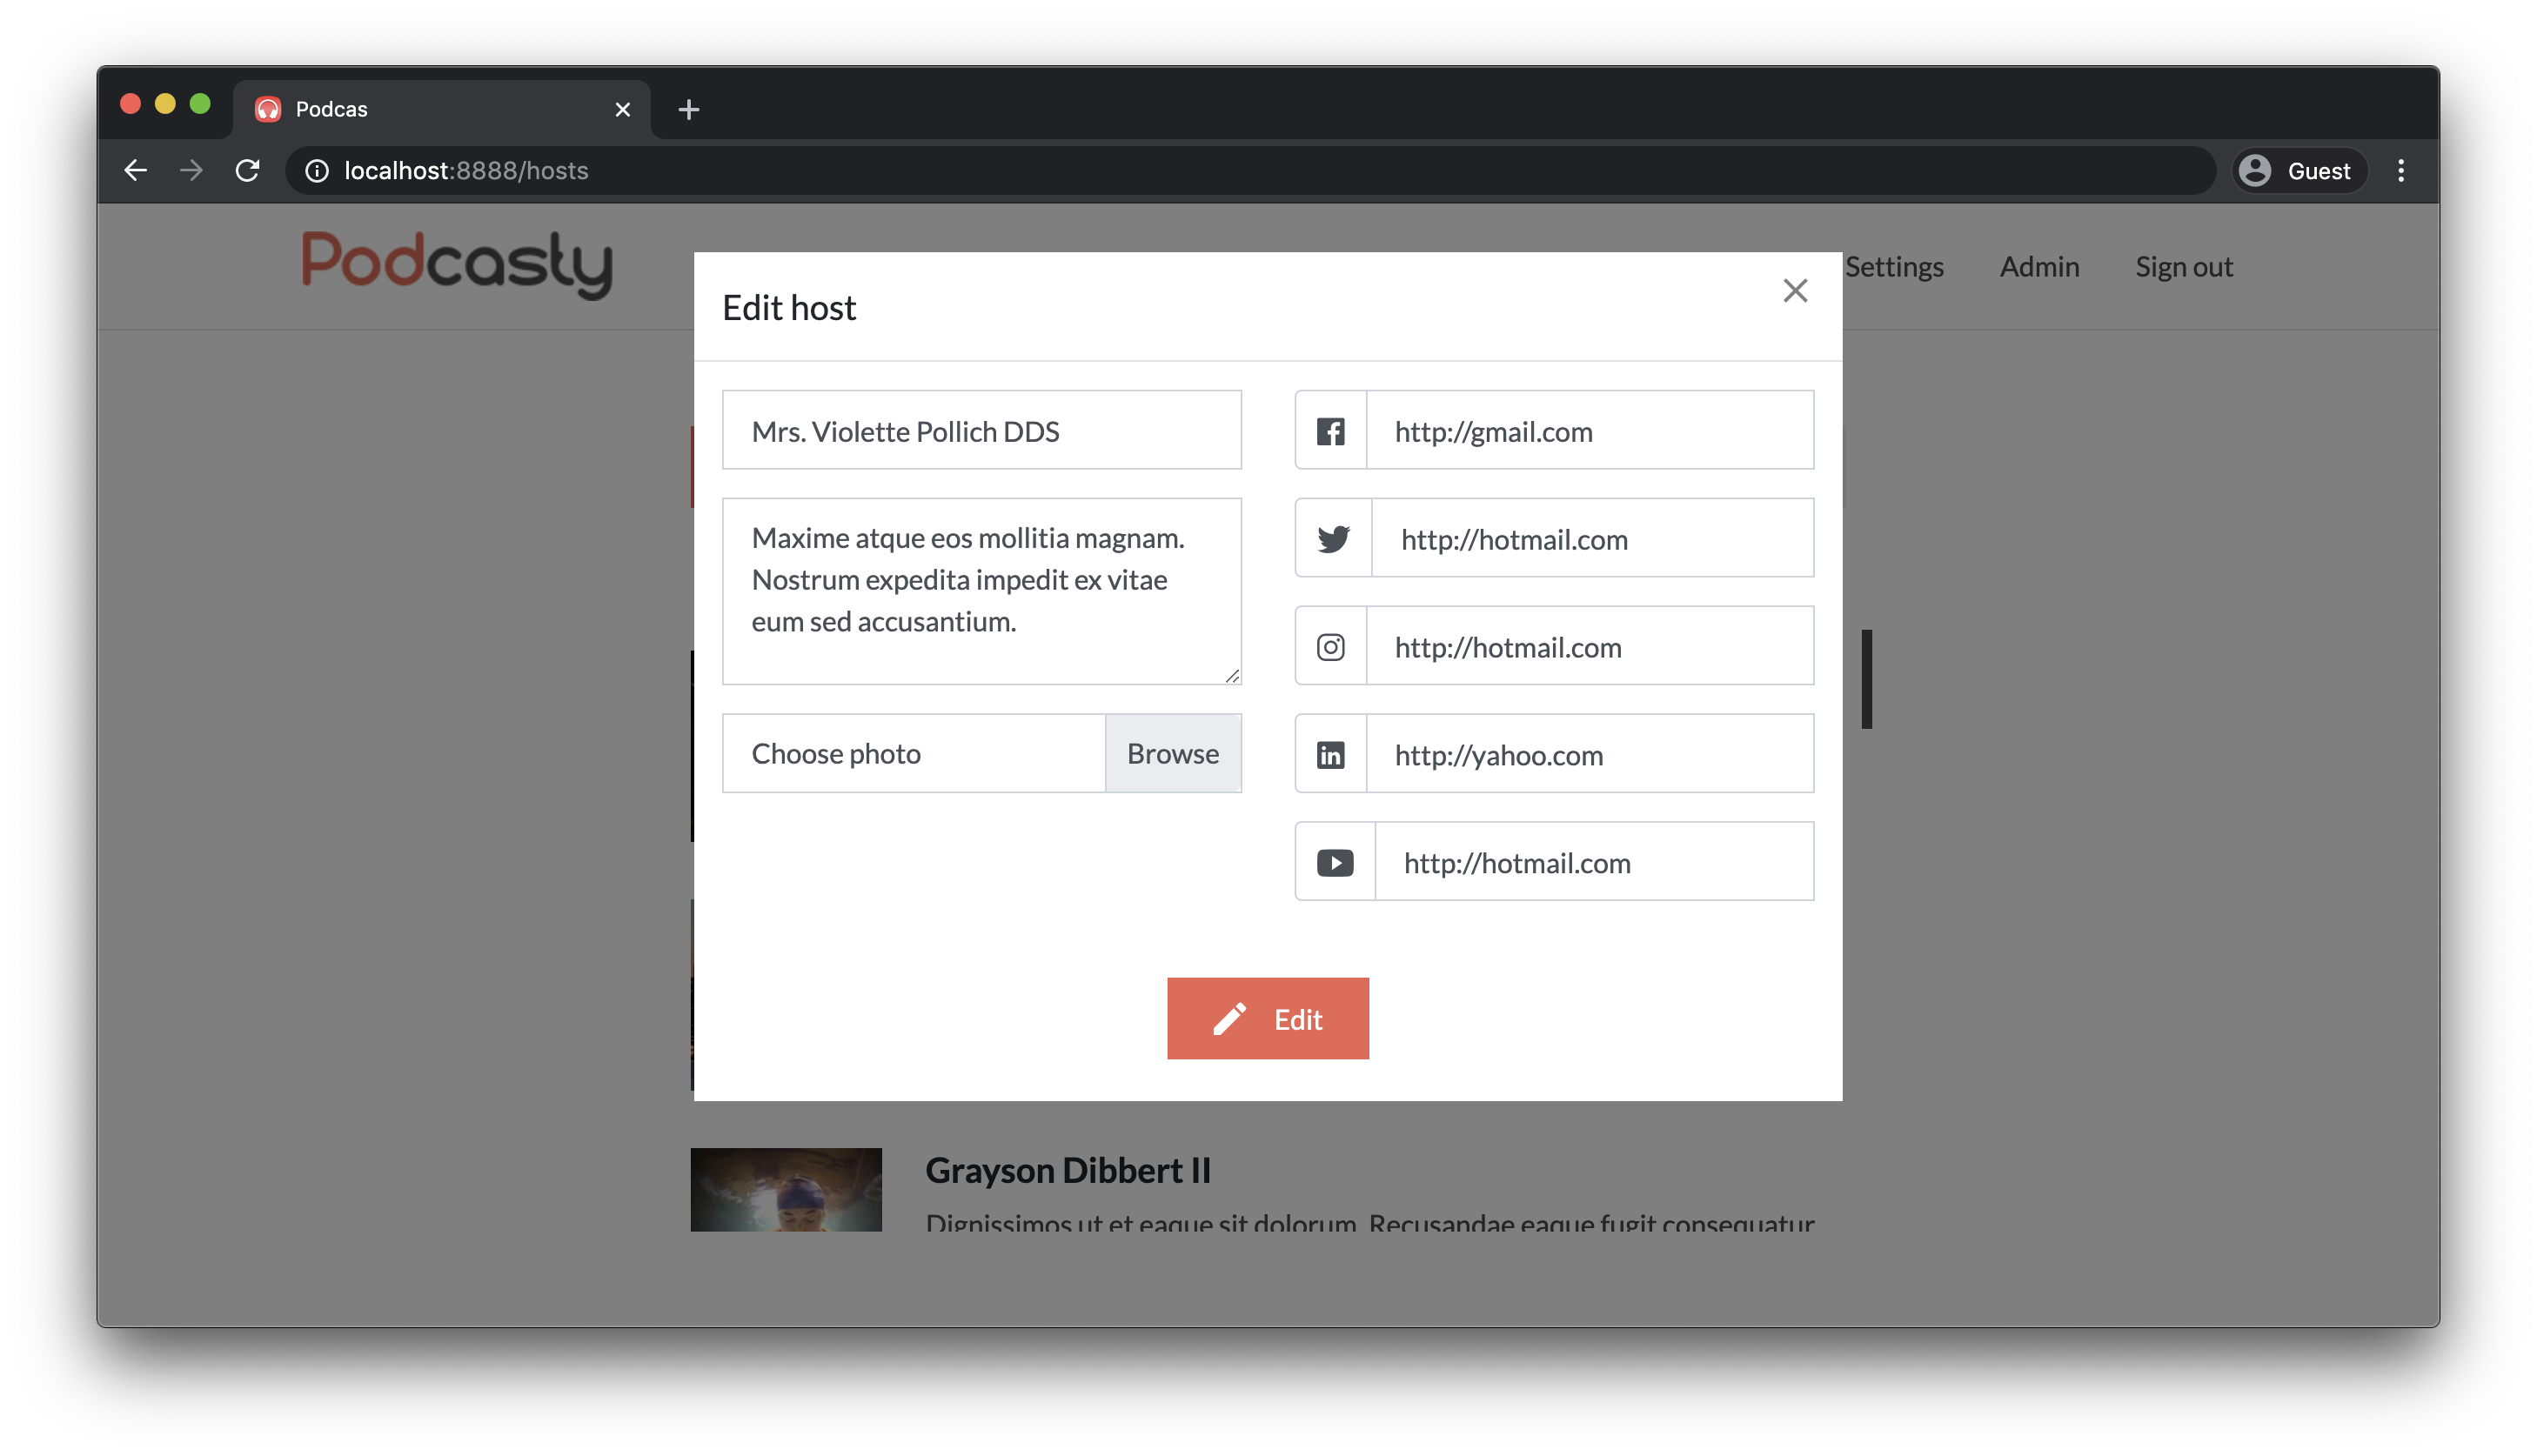 Podcas
localhost:8888/hosts
Guest
Podcasty
Settings
Admin
Sign out
Edit host
Mrs. Violette Pollich DDS
Maxime atque eos mollitia magnam.
Nostrum expedita impedit ex vitae
eum sed accusantium.
Choose photo
Browse
http://gmail.com
http://hotmail.com
http://hotmail.com
http://yahoo.com
http://hotmail.com
Edit
Grayson Dibbert II
Dignissimos ut et eaque sit dolorum. Recusandae eaque fugit consequatur